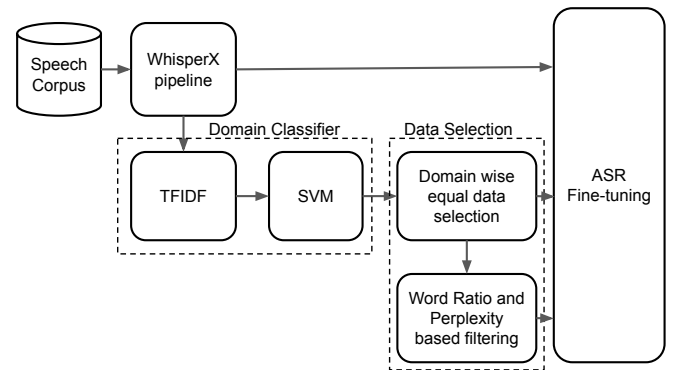 Speech
Corpus
WhisperX
pipeline
Domain Classifier
TFIDF
SVM
Data Selection
Domain wise
equal data
selection
Word Ratio and
Perplexity
based filtering
ASR
Fine-tuning